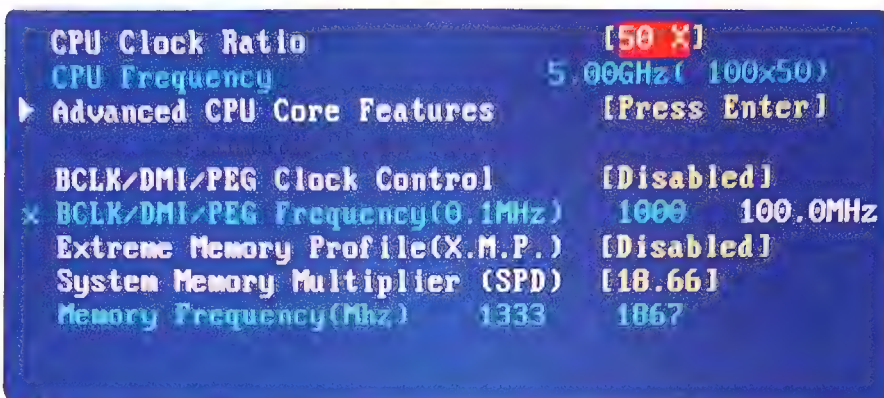 CPU Clock Ratio [50 X]
CPU Frequency 5.00GHz( 100x50)
Advanced CPU Core Features [Press Enter]
BCLK/DMI/PEG Clock Control [Disabled]
x BCLK/DMI/PEG Frequency(0.1MHz) 1000 100.0MHz
Extreme Memory Profile(X.M.P.) [Disabled]
System Memory Multiplier (SPD) [18.66]
Memory Frequency(Mhz) 1333 1867